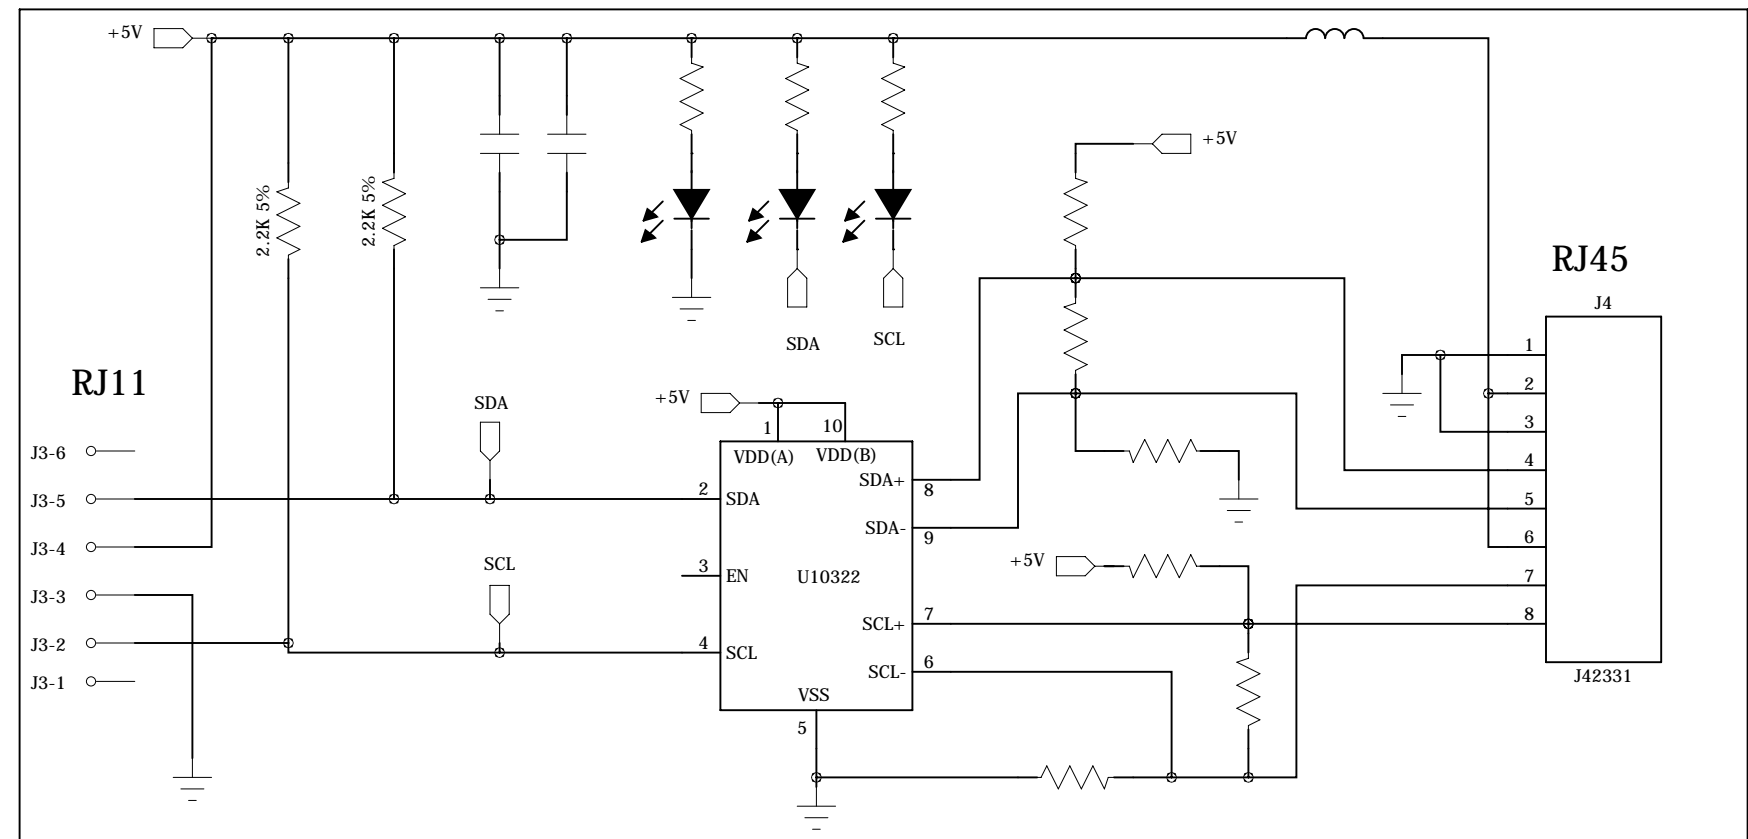 +5V
2.2K 5%
2.2K 5%
+5V
RJ45
J4
SDA
SCL
RJ11
SDA
+5V
1
10
VDD(A)
VDD(B)
J3-6
J3-5
J3-4
J3-3
J3-2
J3-1
SCL
2
SDA
3
EN
4
SCL
U10322
SDA+
8
SDA-
9
7
SCL+
6
SCL-
VSS
5
+5V
1
2
3
4
5
6
7
8
J42331